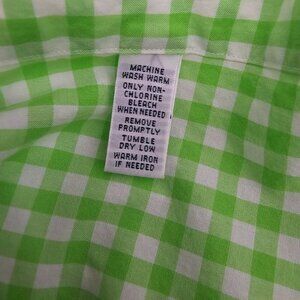 MACHINE
WASH WARM
ONLY NON-
CHLORINE
BLEACH
WHEN NEEDED
REMOVE
PROMPTLY
TUMBLE
DRY LOW
WARM IRON
IF NEEDED